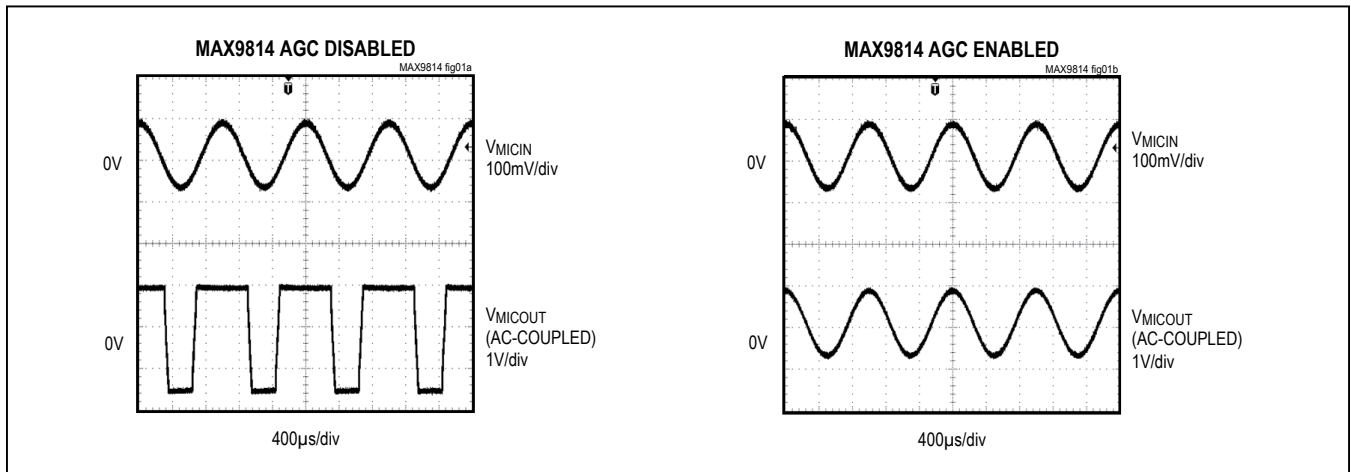 MAX9814 AGC DISABLED
MAX9814 fig01a
T
0V
VMICIN
100mV/div
0V
VMICOUT
(AC-COUPLED)
1V/div
400µs/div
MAX9814 AGC ENABLED
MAX9814 fig01b
T
0V
VMICIN
100mV/div
0V
VMICOUT
(AC-COUPLED)
1V/div
400µs/div